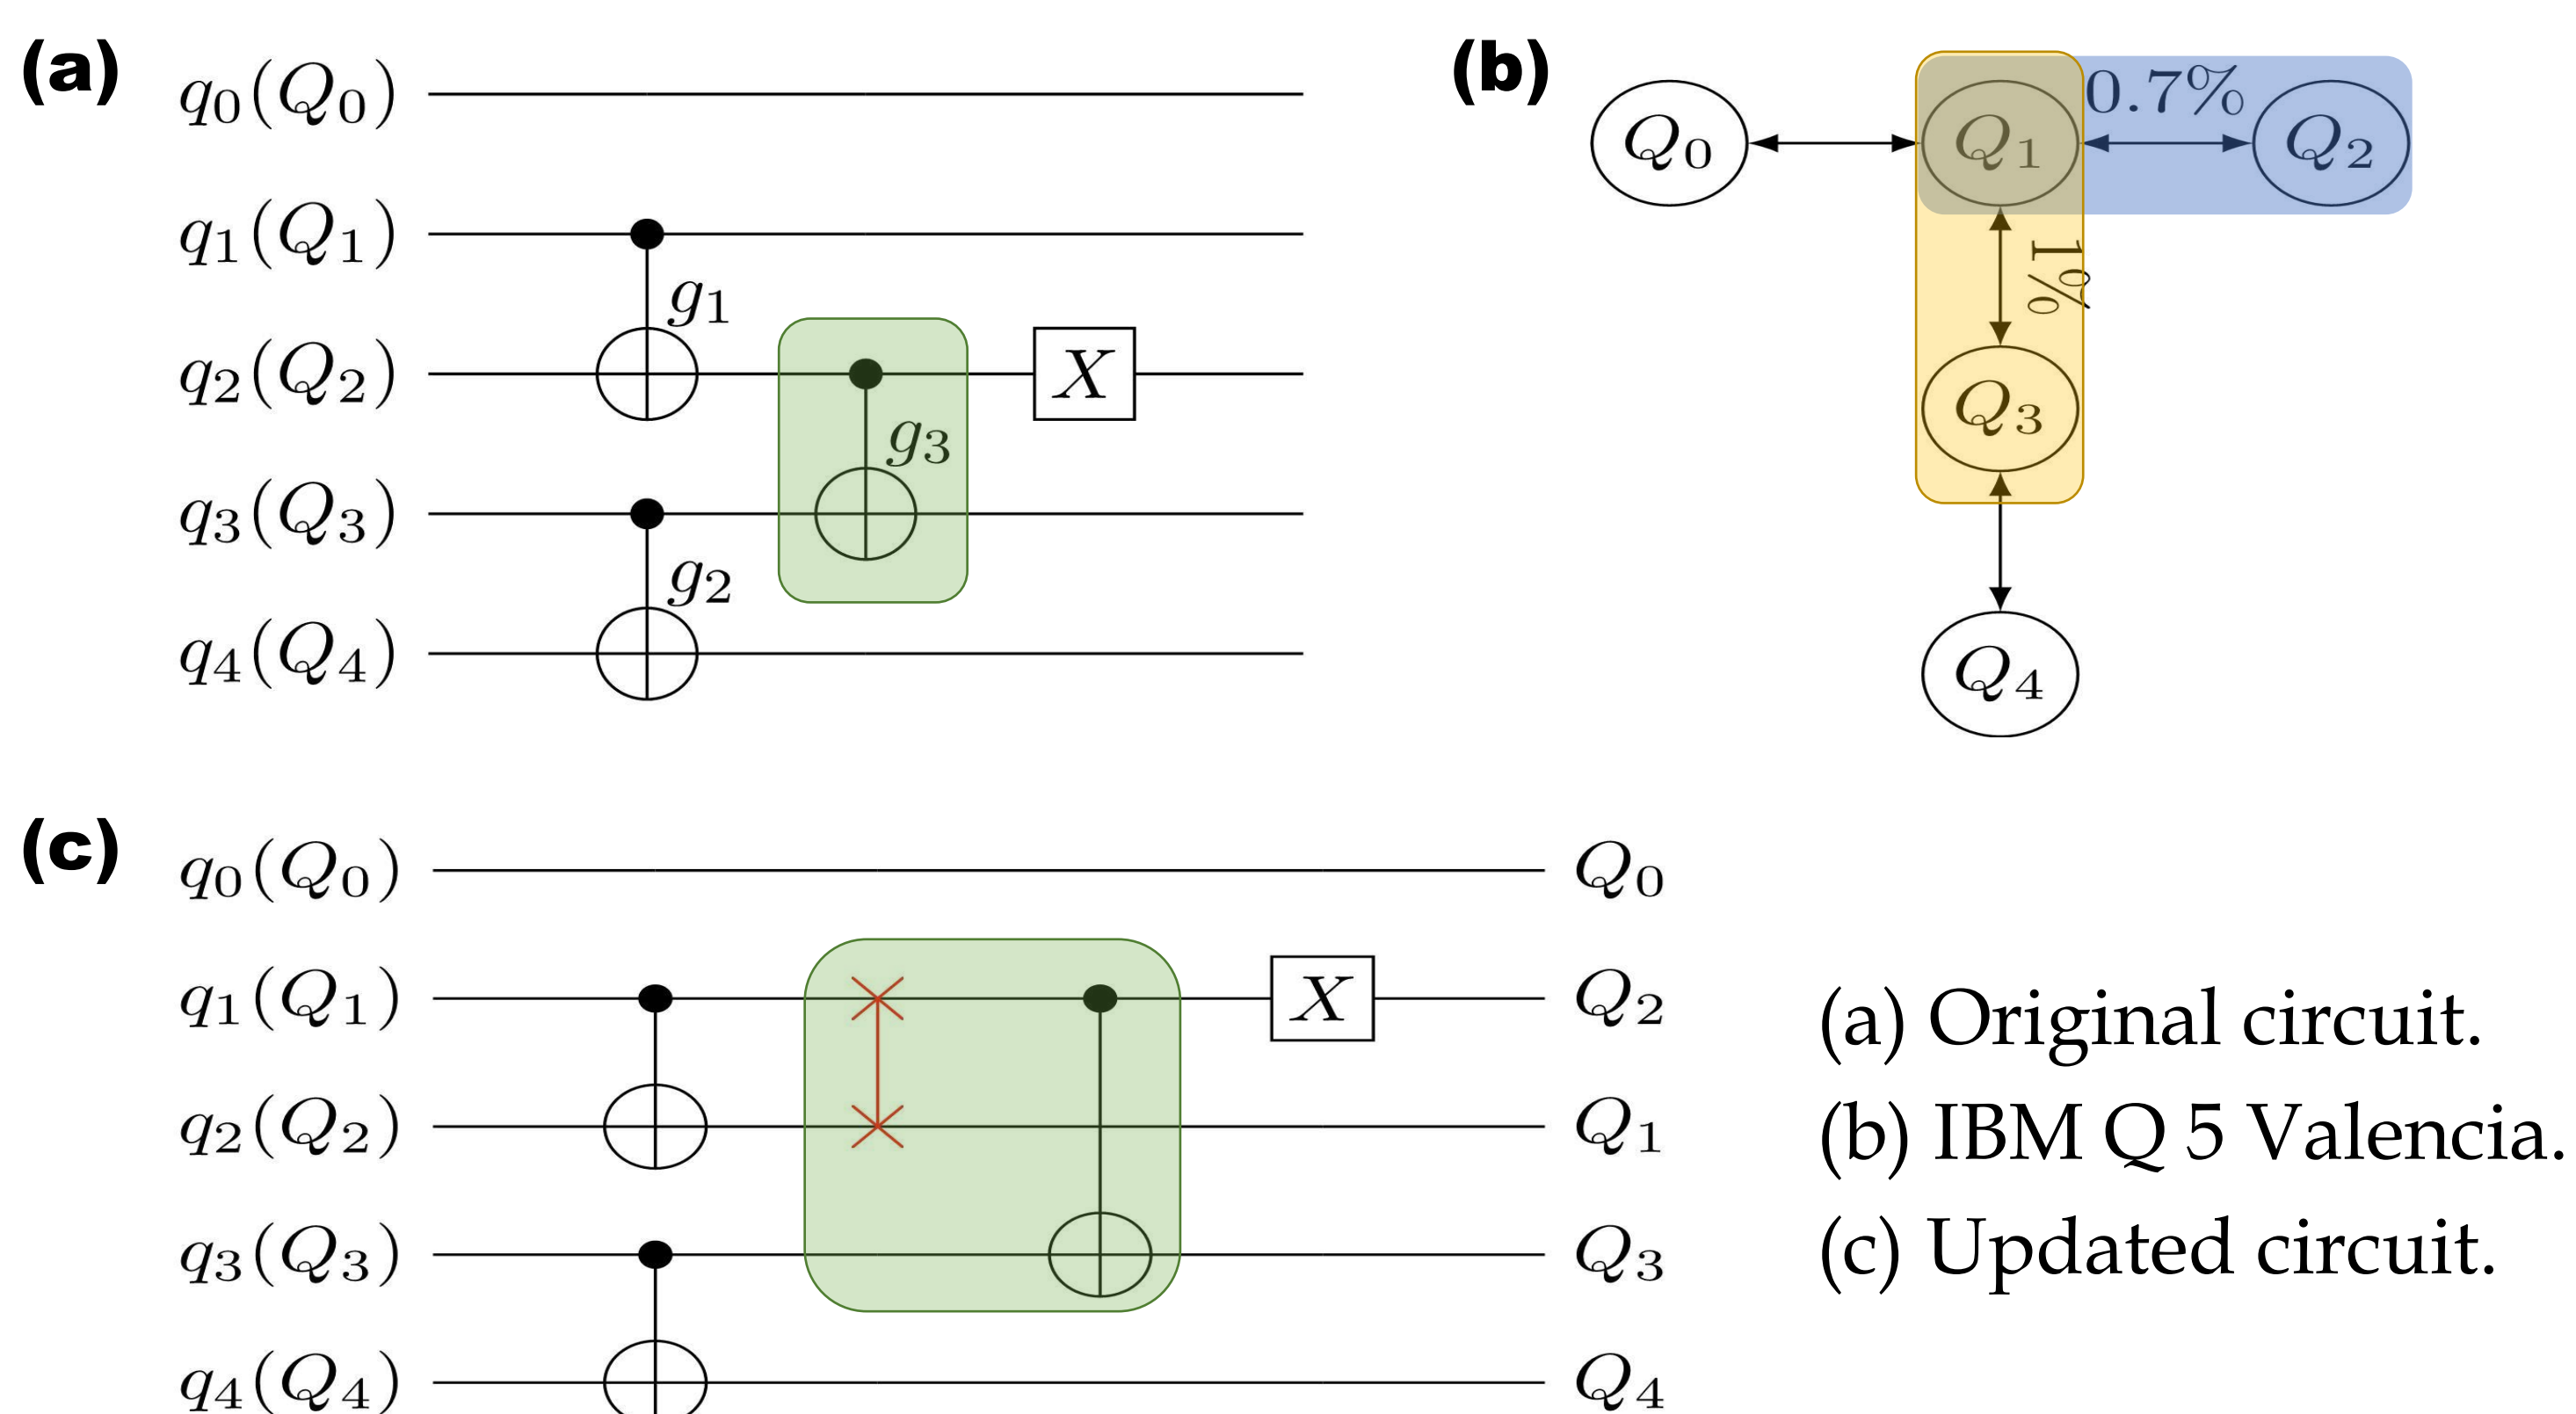 (a)
q₀(Q₀)
q₁(Q₁)
g₁
q₂(Q₂)
X
g₃
q₃(Q₃)
g₂
q₄(Q₄)
(b)
Q₀
Q₁
0.7%
Q₂
1%
Q₃
Q₄
(c)
q₀(Q₀)
Q₀
q₁(Q₁)
X
Q₂
q₂(Q₂)
Q₁
q₃(Q₃)
Q₃
q₄(Q₄)
Q₄
(a) Original circuit.
(b) IBM Q 5 Valencia.
(c) Updated circuit.